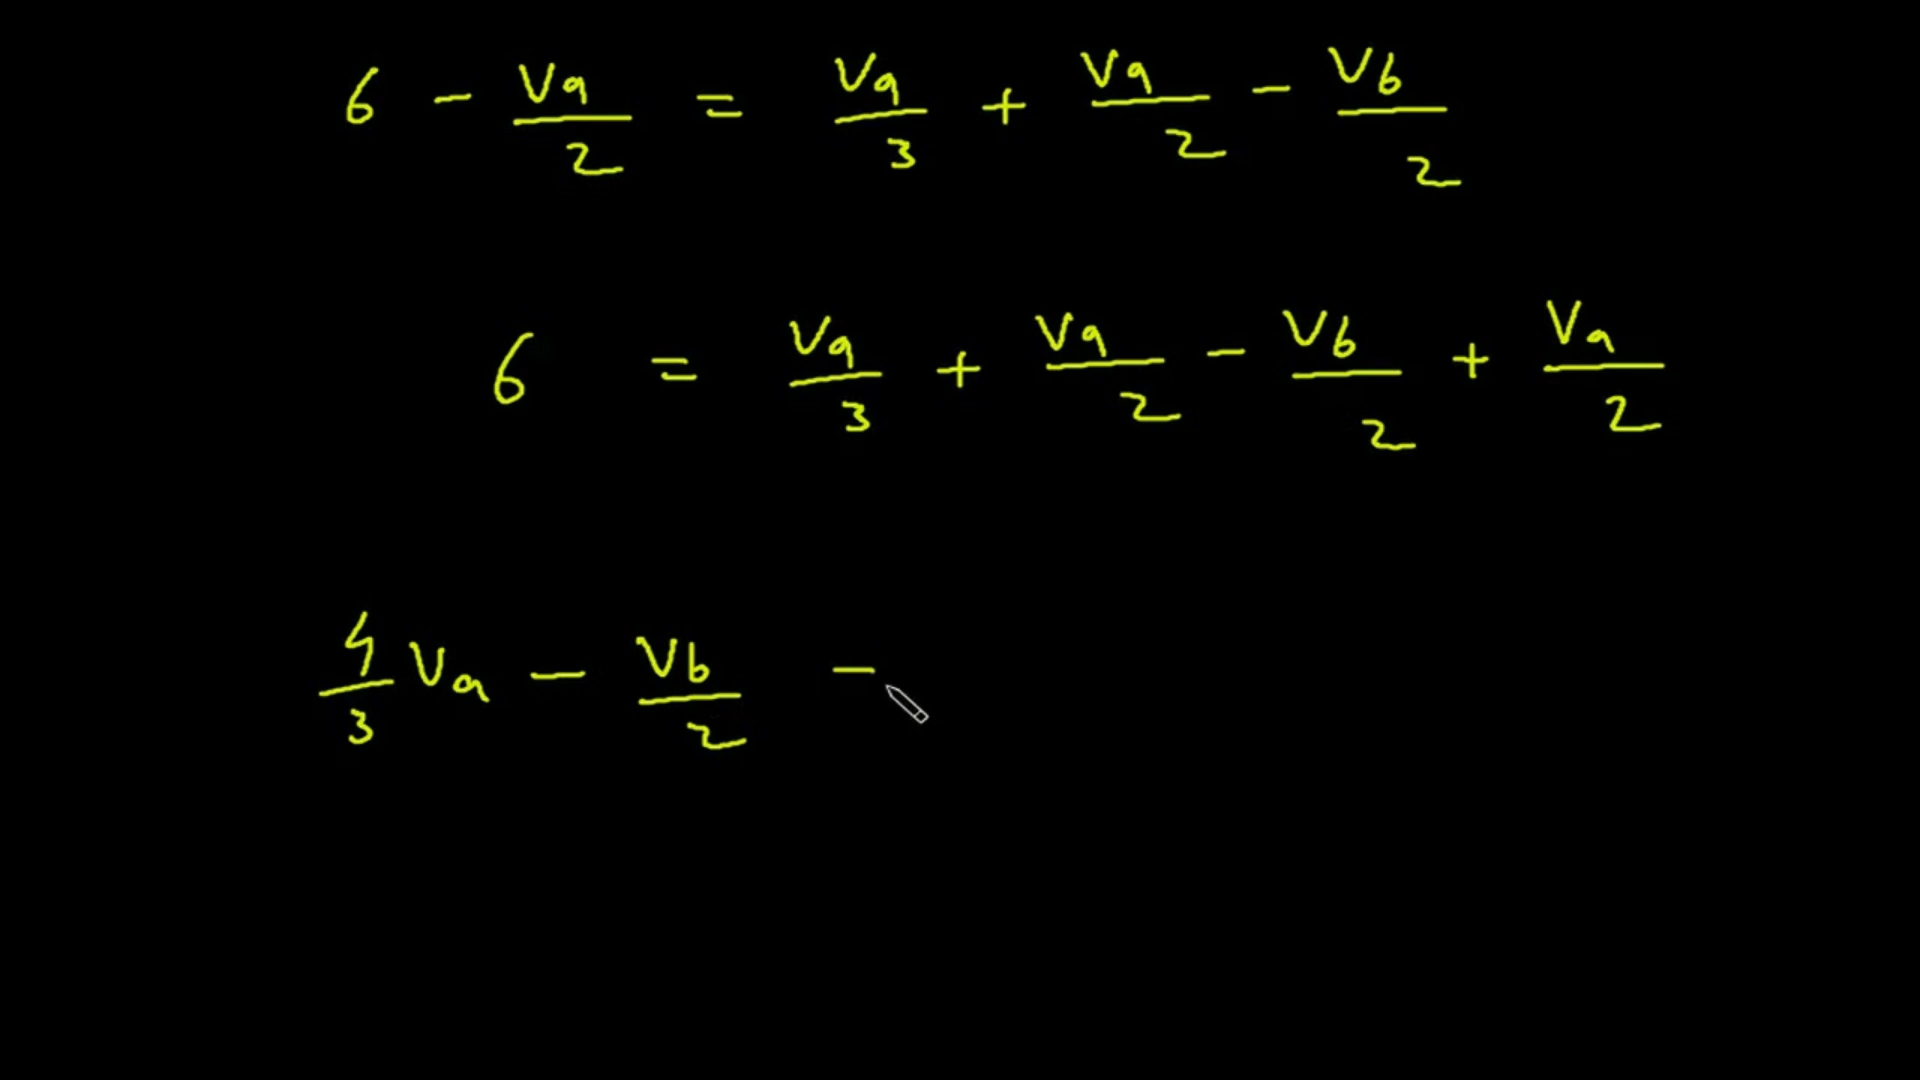 6 - Va/2 = Va/3 + Va/2 - Vb/2
6 = Va/3 + Va/2 - Vb/2 + Va/2
4/3 Va - Vb/2 -